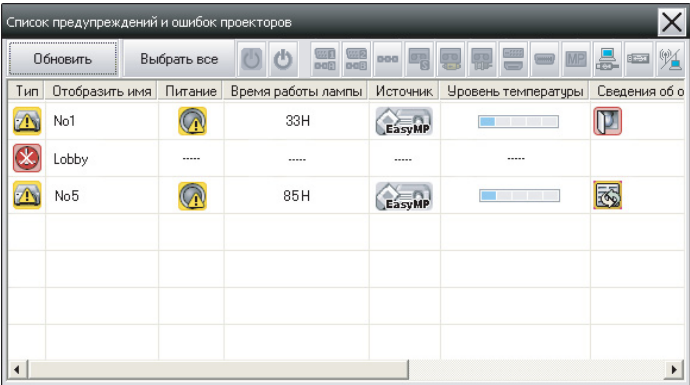 Список предупреждений и ошибок проекторов
Обновить Выбрать все MP
Тип Отобразить имя Питание Время работы лампы Источник Уровень температуры Сведения об о
No1 33H EasyMP
Lobby ----- ----- ----- -----
No5 85H EasyMP